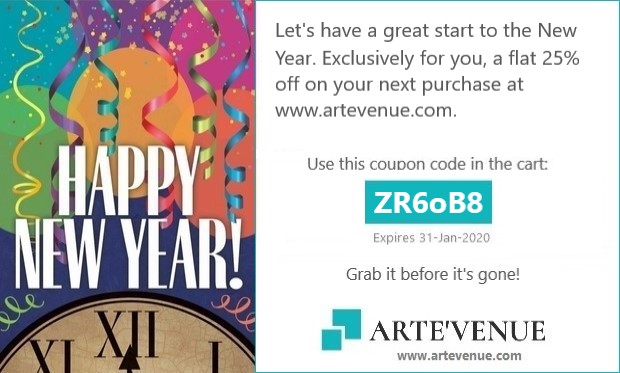 HAPPY
NEW YEAR!
XI XII I
Let's have a great start to the New
Year. Exclusively for you, a flat 25%
off on your next purchase at
www.artevenue.com.
Use this coupon code in the cart:
ZR6oB8
Expires 31-Jan-2020
Grab it before it's gone!
ARTE'VENUE
www.artevenue.com